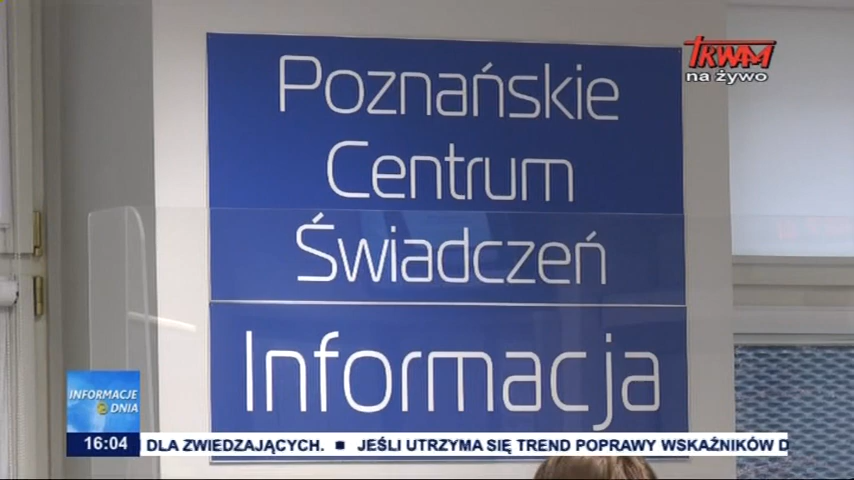 Poznańskie
Centrum
Świadczeń
Informacja
TRWAM
na żywo
INFORMACJE
DNIA
16:04 DLA ZWIEDZAJĄCYCH. ■ JEŚLI UTRZYMA SIĘ TREND POPRAWY WSKAŹNIKÓW D